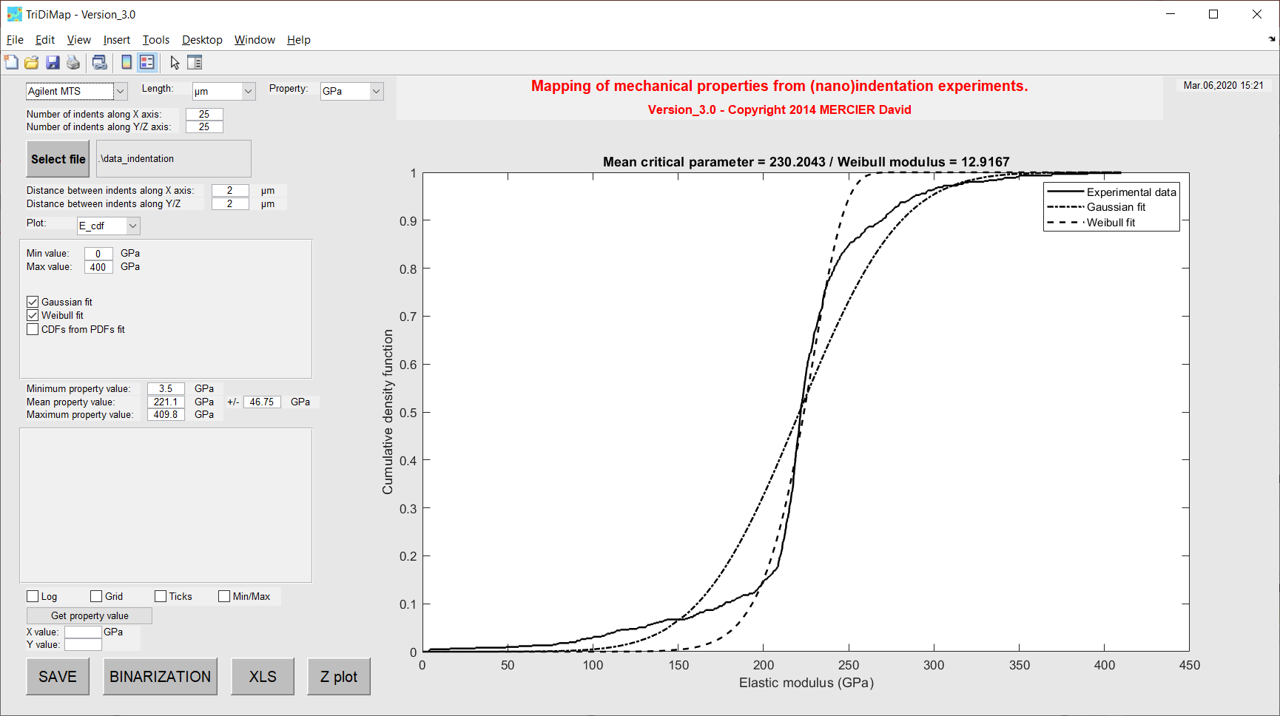 TriDiMap - Version_3.0
File Edit View Insert Tools Desktop Window Help
Agilent MTS Length: µm Property: GPa
Mapping of mechanical properties from (nano)indentation experiments.
Version_3.0 - Copyright 2014 MERCIER David
Mar.06,2020 15:21
Number of indents along X axis: 25
Number of indents along Y/Z axis: 25
Select file .\data_indentation
Distance between indents along X axis: 2 µm
Distance between indents along Y/Z 2 µm
Plot: E_cdf
Min value: 0 GPa
Max value: 400 GPa
Gaussian fit
Weibull fit
CDFs from PDFs fit
Minimum property value: 3.5 GPa
Mean property value: 221.1 GPa +/- 46.75 GPa
Maximum property value: 409.8 GPa
Log Grid Ticks Min/Max
Get property value
X value: GPa
Y value:
SAVE BINARIZATION XLS Z plot
Mean critical parameter = 230.2043 / Weibull modulus = 12.9167
Experimental data
Gaussian fit
Weibull fit
Cumulative density function
1
0.9
0.8
0.7
0.6
0.5
0.4
0.3
0.2
0.1
0
0 50 100 150 200 250 300 350 400 450
Elastic modulus (GPa)